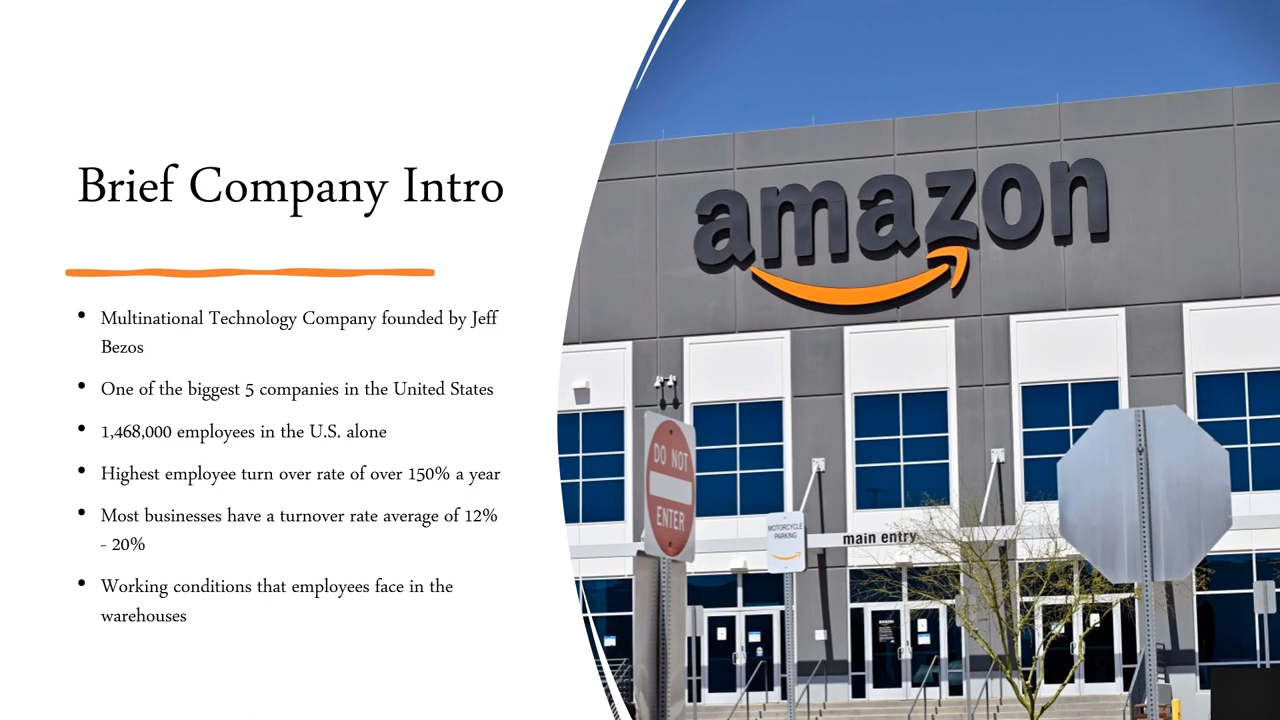 Brief Company Intro
• Multinational Technology Company founded by Jeff
Bezos
• One of the biggest 5 companies in the United States
• 1,468,000 employees in the U.S. alone
• Highest employee turn over rate of over 150% a year
• Most businesses have a turnover rate average of 12%
- 20%
• Working conditions that employees face in the
warehouses
amazon
DO NOT
ENTER
MOTORCYCLE
PARKING
main entry